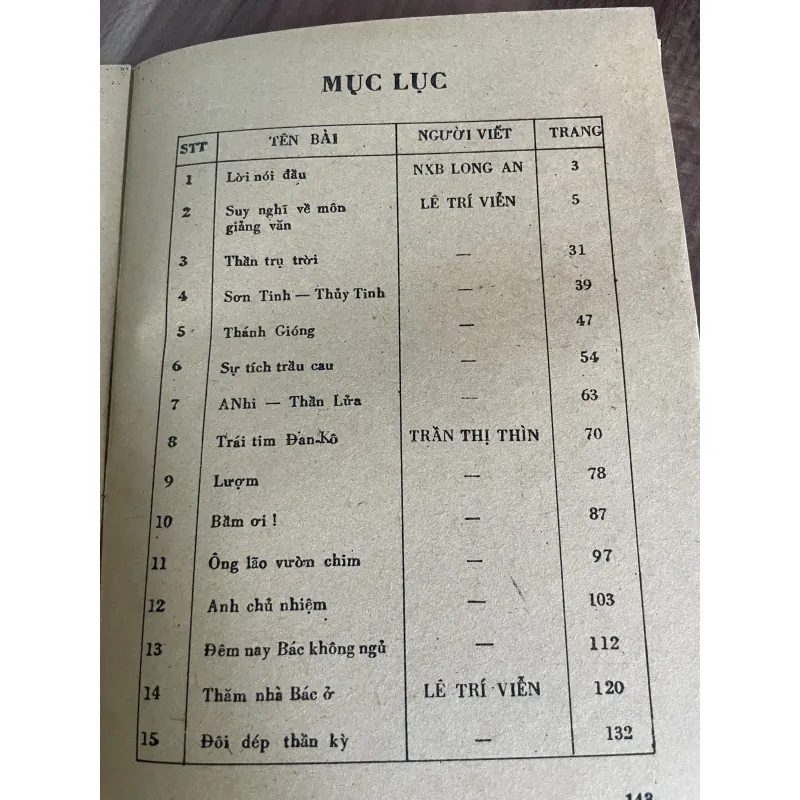 MỤC LỤC
STT TÊN BÀI NGƯỜI VIẾT TRANG
1 Lời nói đầu NXB LONG AN 3
2 Suy nghĩ về môn LÊ TRÍ VIỄN 5
giảng văn
3 Thần trụ trời — 31
4 Sơn Tinh — Thủy Tinh — 39
5 Thánh Gióng — 47
6 Sự tích trầu cau — 54
7 ANhi — Thần Lửa — 63
8 Trái tim Đan-Kô TRẦN THỊ THÌN 70
9 Lượm — 78
10 Bầm ơi ! — 87
11 Ông lão vườn chim — 97
12 Anh chủ nhiệm — 103
13 Đêm nay Bác không ngủ — 112
14 Thăm nhà Bác ở LÊ TRÍ VIỄN 120
15 Đôi dép thần kỳ — 132